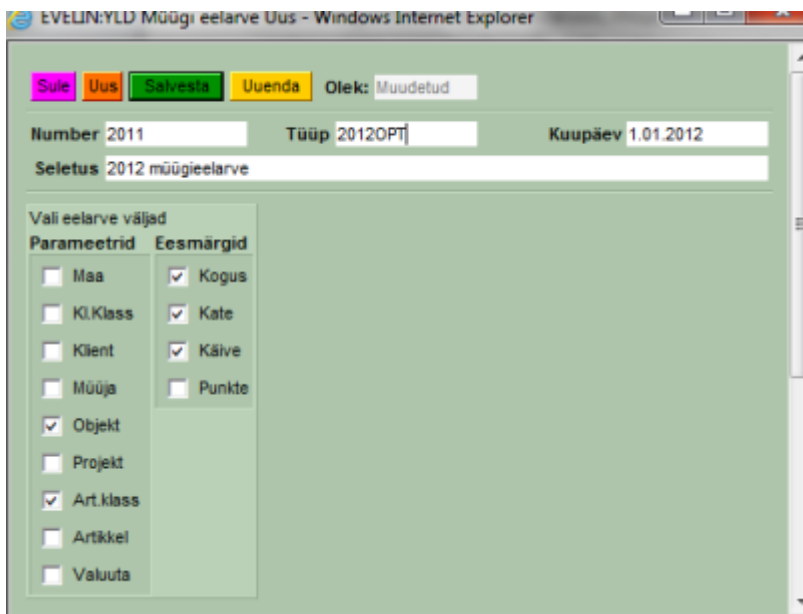 EVELIN:YLD Müügi eelarve Uus - Windows Internet Explorer
Sule Uus Salvesta Uuenda Olek: Muudetud
Number 2011 Tüüp 2012OPT Kuupäev 1.01.2012
Seletus 2012 müügieelarve
Vali eelarve väljad
Parameetrid Eesmärgid
Maa Kogus
Kl.Klass Kate
Klient Käive
Müüja Punkte
Objekt
Projekt
Art.klass
Artikkel
Valuuta